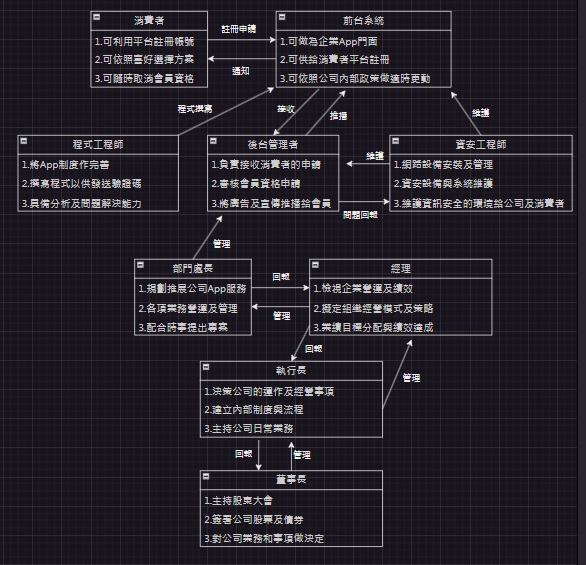 消費者
1.可利用平台註冊帳號
2.可依照喜好選擇方案
3.可隨時取消會員資格
註冊申請
通知
前台系統
1.可做為企業App門面
2.可供給消費者平台註冊
3.可依照公司內部政策做適時更動
程式撰寫
接收
推播
維護
程式工程師
1.將App制度作完善
2.撰寫程式以供發送驗證碼
3.具備分析及問題解決能力
後台管理者
1.負責接收消費者的申請
2.審核會員資格申請
3.將廣告及宣傳推播給會員
維護
問題回報
資安工程師
1.網路設備安裝及管理
2.資安設備與系統維護
3.維護資訊安全的環境給公司及消費者
管理
部門處長
1.規劃推展公司App服務
2.各項業務營運及管理
3.配合時事提出專案
回報
管理
經理
1.檢視企業營運及績效
2.擬定組織經營模式及策略
3.業績目標分配與績效達成
回報
管理
執行長
1.決策公司的運作及經營事項
2.建立內部制度與流程
3.主持公司日常業務
回報
管理
董事長
1.主持股東大會
2.簽署公司股票及債券
3.對公司業務和事項做決定